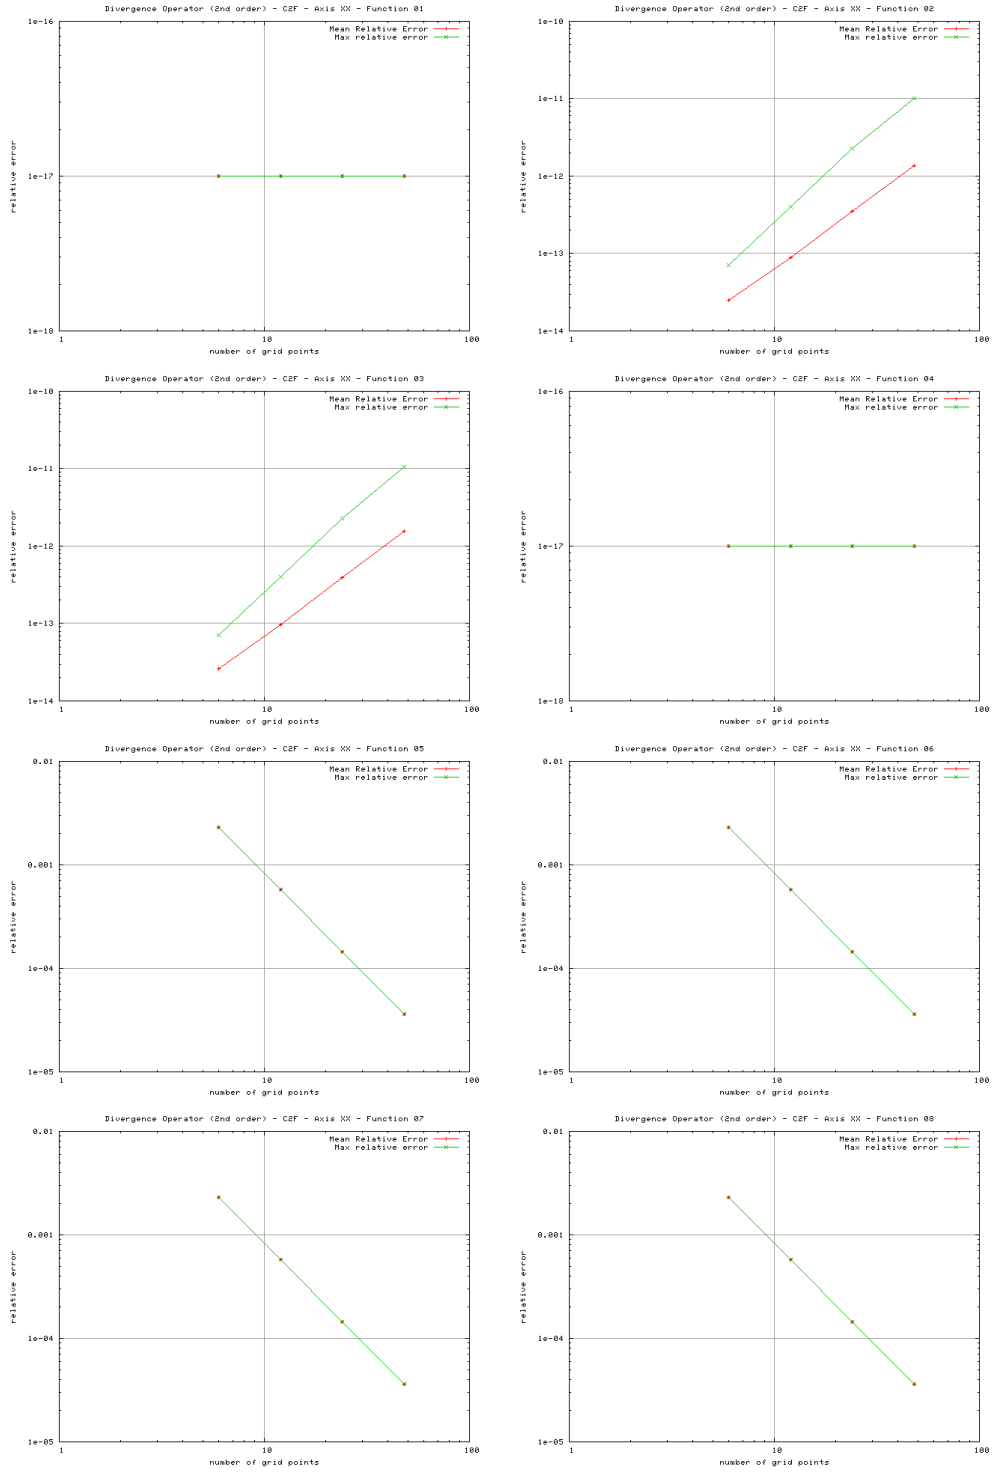 Divergence Operator (2nd order) - C2F - Axis XX - Function 01
1e-16
Mean Relative Error
Max relative error
relative error
1e-17
1e-18
1
10
100
number of grid points
Divergence Operator (2nd order) - C2F - Axis XX - Function 02
1e-10
Mean Relative Error
Max relative error
1e-11
relative error
1e-12
1e-13
1e-14
1
10
100
number of grid points
Divergence Operator (2nd order) - C2F - Axis XX - Function 03
1e-10
Mean Relative Error
Max relative error
1e-11
relative error
1e-12
1e-13
1e-14
1
10
100
number of grid points
Divergence Operator (2nd order) - C2F - Axis XX - Function 04
1e-16
Mean Relative Error
Max relative error
relative error
1e-17
1e-18
1
10
100
number of grid points
Divergence Operator (2nd order) - C2F - Axis XX - Function 05
0.01
Mean Relative Error
Max relative error
0.001
relative error
1e-04
1e-05
1
10
100
number of grid points
Divergence Operator (2nd order) - C2F - Axis XX - Function 06
0.01
Mean Relative Error
Max relative error
0.001
relative error
1e-04
1e-05
1
10
100
number of grid points
Divergence Operator (2nd order) - C2F - Axis XX - Function 07
0.01
Mean Relative Error
Max relative error
0.001
relative error
1e-04
1e-05
1
10
100
number of grid points
Divergence Operator (2nd order) - C2F - Axis XX - Function 08
0.01
Mean Relative Error
Max relative error
0.001
relative error
1e-04
1e-05
1
10
100
number of grid points